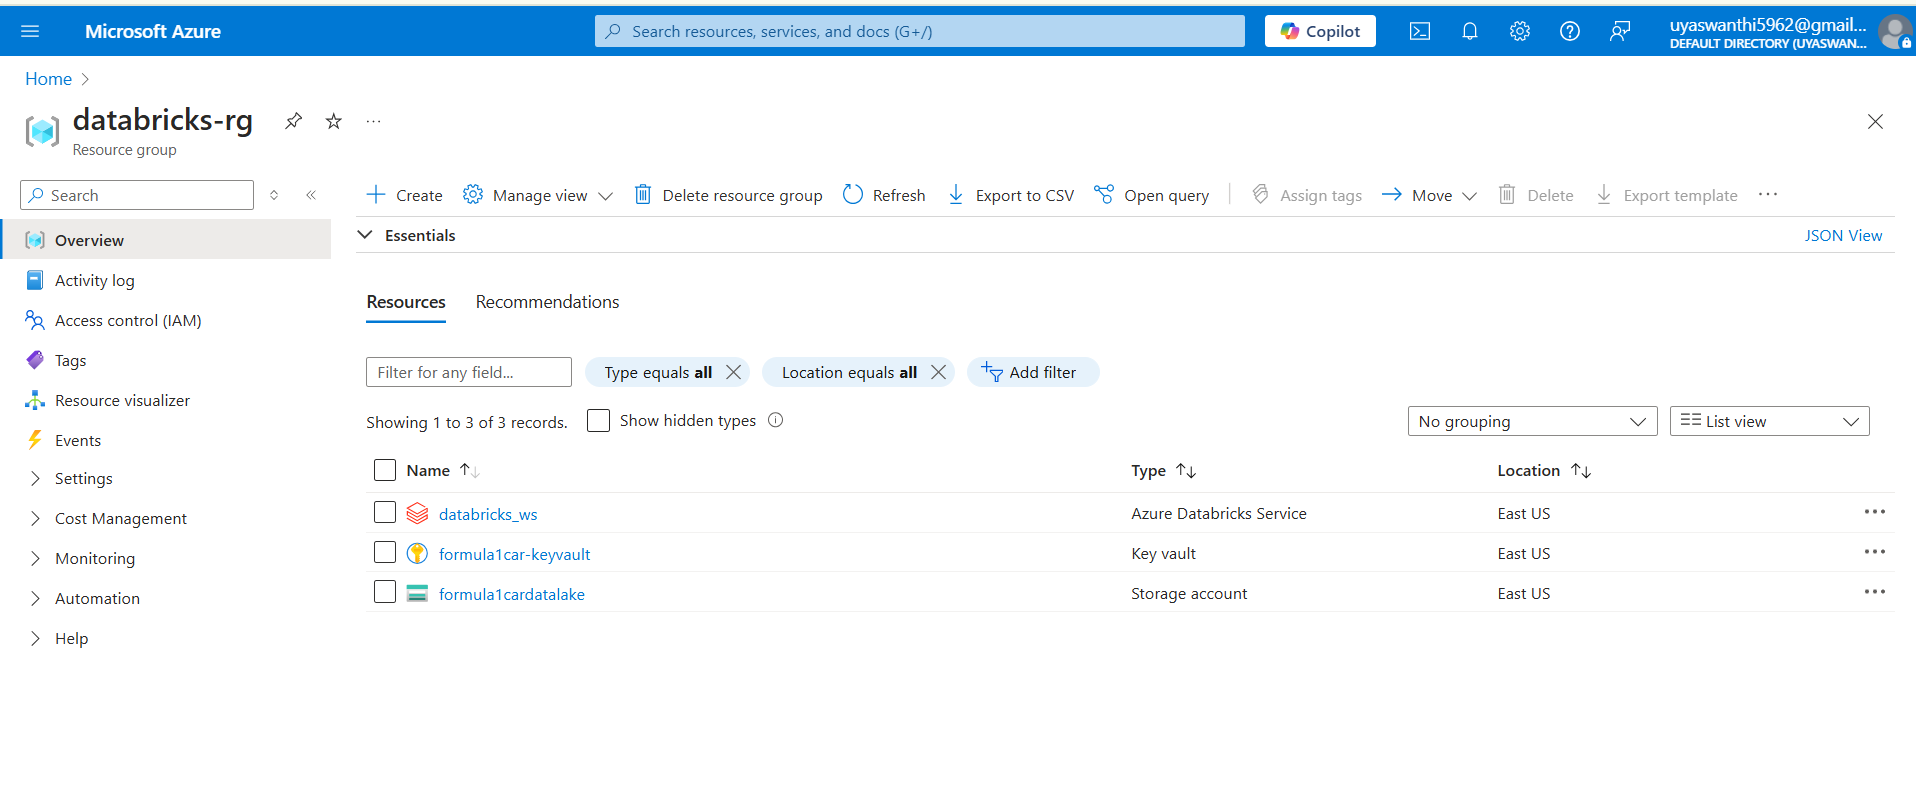 Microsoft Azure
Search resources, services, and docs (G+/)
Copilot
uyaswanthi5962@gmail...
DEFAULT DIRECTORY (UYASWAN...
Home
databricks-rg
Resource group
Search
Create
Manage view
Delete resource group
Refresh
Export to CSV
Open query
Assign tags
Move
Delete
Export template
Overview
Activity log
Access control (IAM)
Tags
Resource visualizer
Events
Settings
Cost Management
Monitoring
Automation
Help
Essentials
JSON View
Resources Recommendations
Filter for any field...
Type equals all
Location equals all
Add filter
Showing 1 to 3 of 3 records.
Show hidden types
No grouping
List view
Name Type Location
databricks_ws Azure Databricks Service East US
formula1car-keyvault Key vault East US
formula1cardatalake Storage account East US